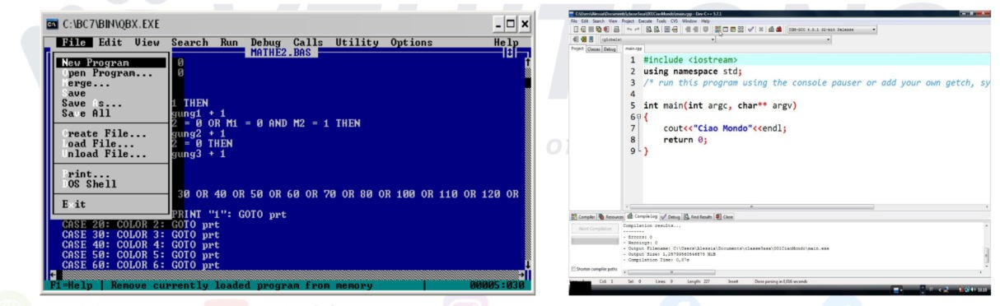 C:\BC7\BIN\QBX.EXE
File Edit View Search Run Debug Calls Utility Options Help
MATHE2.BAS
New Program
Open Program...
Merge...
Save
Save As...
Save All
Create File...
Load File...
Unload File...
Print...
DOS Shell
Exit
0
0
1 THEN
gung1 + 1
2 = 0 OR M1 = 0 AND M2 = 1 THEN
gung2 + 1
2 = 0 THEN
gung3 + 1
30 OR 40 OR 50 OR 60 OR 70 OR 80 OR 100 OR 110 OR 120 OR
PRINT "1": GOTO prt
CASE 20: COLOR 2: GOTO prt
CASE 30: COLOR 3: GOTO prt
CASE 40: COLOR 4: GOTO prt
CASE 50: COLOR 5: GOTO prt
CASE 60: COLOR 6: GOTO prt
F1=Help | Remove currently loaded program from memory 00005:030
C:\Users\Alessia\Documents\classe3asa\001CiaoMondo\main.cpp - Dev-C++ 5.7.1
File Edit Search View Project Execute Tools CVS Window Help
TDM-GCC 4.8.1 32-bit Release
(globals)
Project Classes Debug main.cpp
1 #include <iostream>
2 using namespace std;
3 /* run this program using the console pauser or add your own getch, sy
4
5 int main(int argc, char** argv)
6 {
7 cout<<"Ciao Mondo"<<endl;
8 return 0;
9 }
Compiler Resources Compile Log Debug Find Results Close
Abort Compilation
Compilation results...
--------
- Errors: 0
- Warnings: 0
- Output Filename: C:\Users\Alessia\Documents\classe3asa\001CiaoMondo\main.exe
- Output Size: 1,28799560546875 MiB
- Compilation Time: 0,87s
Shorten compiler paths
Col: 1 Sel: 0 Lines: 9 Length: 227 Insert Done parsing in 0,016 seconds